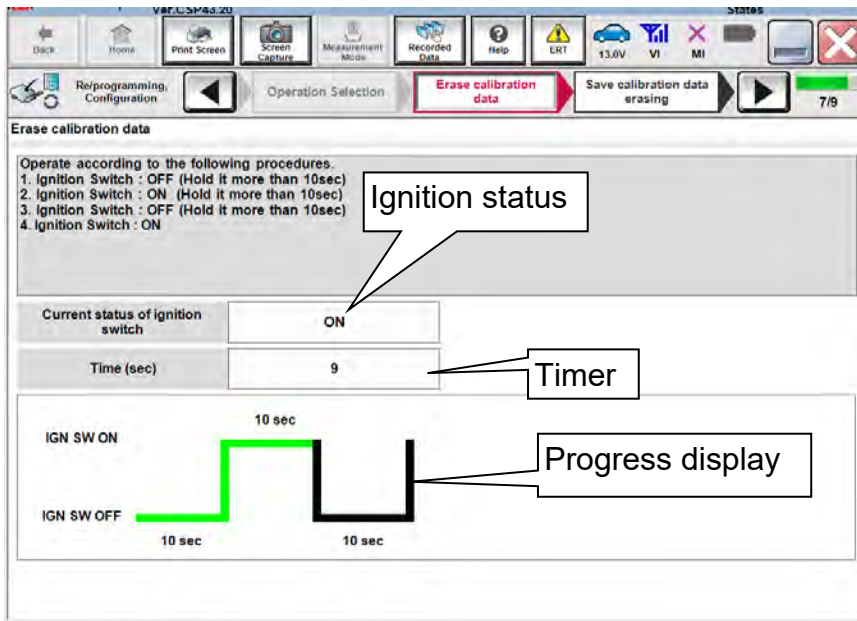 Ver.CSP43.20
States
Back
Home
Print Screen
Screen
Capture
Measurement
Mode
Recorded
Data
Help
ERT
13.0V
VI
MI
Re/programming,
Configuration
Operation Selection
Erase calibration
data
Save calibration data
erasing
7/9
Erase calibration data
Operate according to the following procedures.
1. Ignition Switch : OFF (Hold it more than 10sec)
2. Ignition Switch : ON (Hold it more than 10sec)
3. Ignition Switch : OFF (Hold it more than 10sec)
4. Ignition Switch : ON
Ignition status
Current status of ignition
switch
ON
Time (sec)
9
Timer
10 sec
IGN SW ON
Progress display
IGN SW OFF
10 sec
10 sec